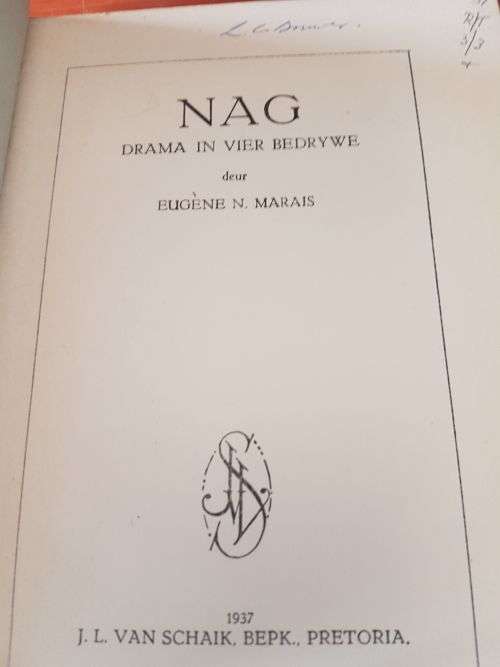 NAG
DRAMA IN VIER BEDRYWE
deur
EUGÈNE N. MARAIS
1937
J. L. VAN SCHAIK, BEPK., PRETORIA.